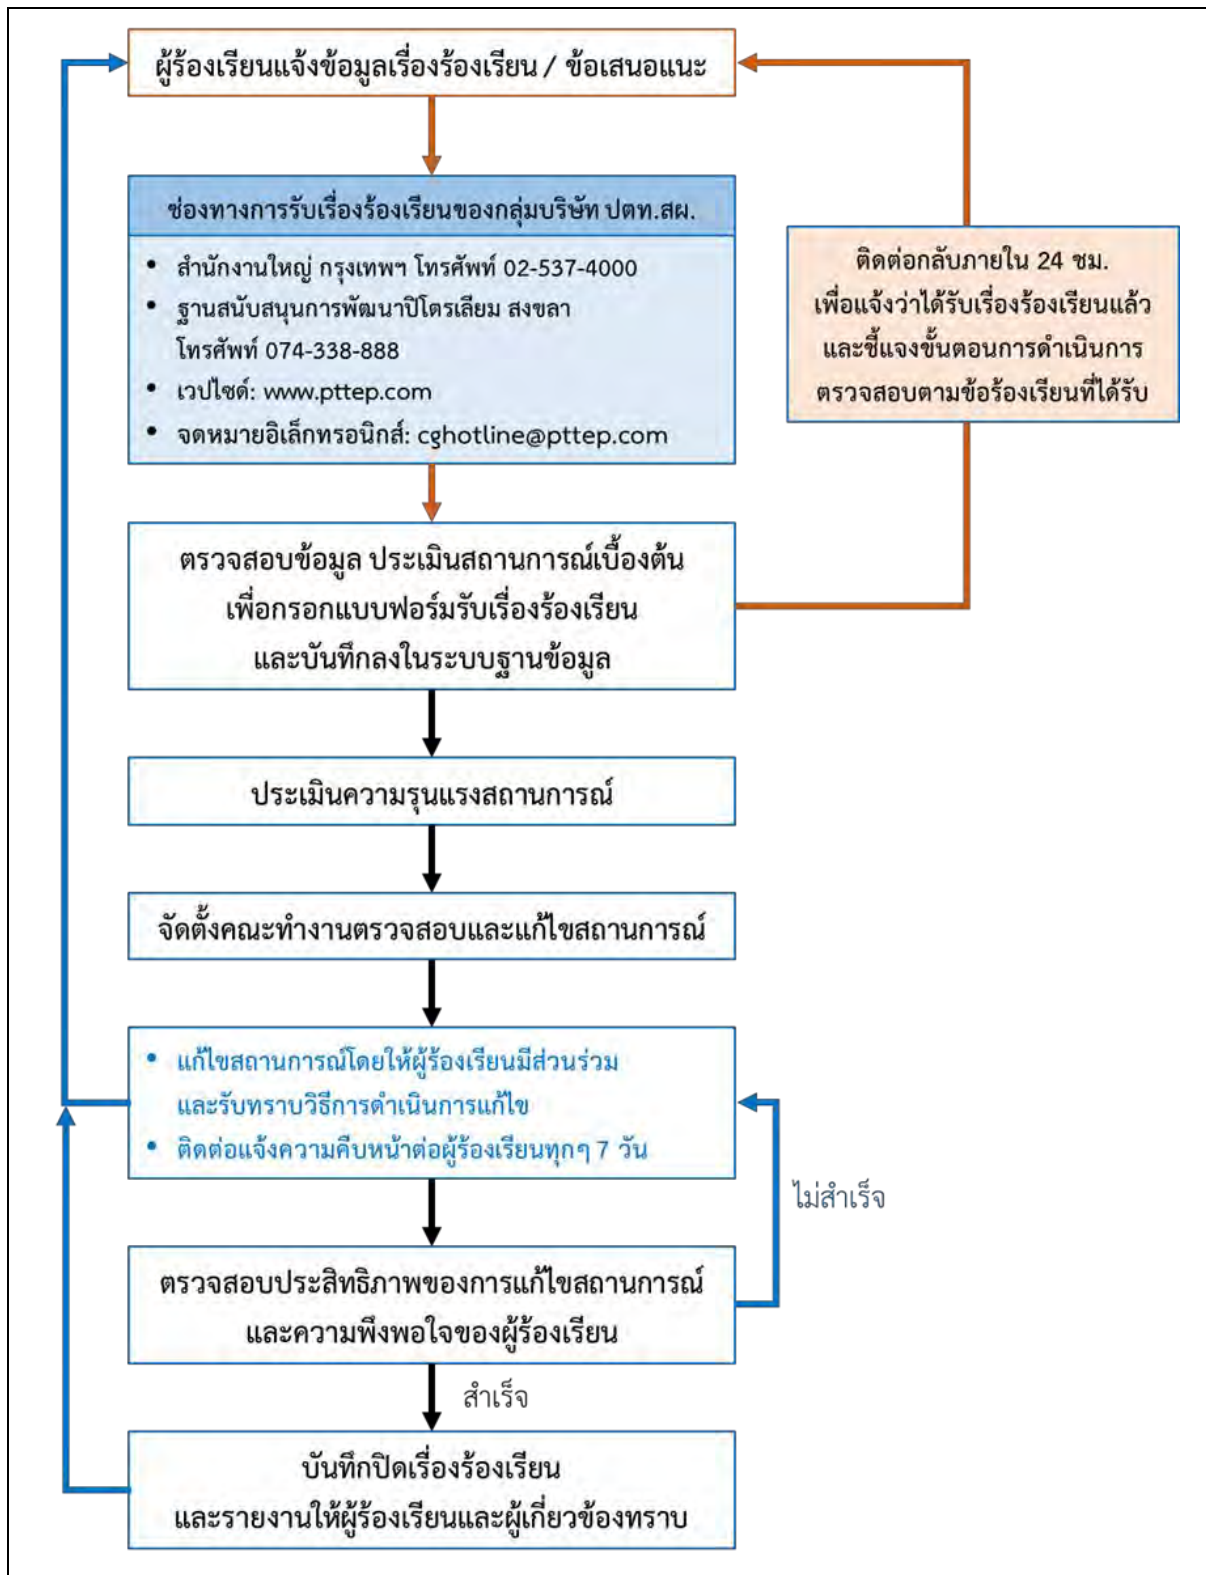 ผู้ร้องเรียนแจ้งข้อมูลเรื่องร้องเรียน / ข้อเสนอแนะ
ช่องทางการรับเรื่องร้องเรียนของกลุ่มบริษัท ปตท.สผ.
• สำนักงานใหญ่ กรุงเทพฯ โทรศัพท์ 02-537-4000
• ฐานสนับสนุนการพัฒนาปิโตรเลียม สงขลา
โทรศัพท์ 074-338-888
• เวปไซต์: www.pttep.com
• จดหมายอิเล็กทรอนิกส์: cghotline@pttep.com
ติดต่อกลับภายใน 24 ชม.
เพื่อแจ้งว่าได้รับเรื่องร้องเรียนแล้ว
และชี้แจงขั้นตอนการดำเนินการ
ตรวจสอบตามข้อร้องเรียนที่ได้รับ
ตรวจสอบข้อมูล ประเมินสถานการณ์เบื้องต้น
เพื่อกรอกแบบฟอร์มรับเรื่องร้องเรียน
และบันทึกลงในระบบฐานข้อมูล
ประเมินความรุนแรงสถานการณ์
จัดตั้งคณะทำงานตรวจสอบและแก้ไขสถานการณ์
• แก้ไขสถานการณ์โดยให้ผู้ร้องเรียนมีส่วนร่วม
และรับทราบวิธีการดำเนินการแก้ไข
• ติดต่อแจ้งความคืบหน้าต่อผู้ร้องเรียนทุกๆ 7 วัน
ไม่สำเร็จ
ตรวจสอบประสิทธิภาพของการแก้ไขสถานการณ์
และความพึงพอใจของผู้ร้องเรียน
สำเร็จ
บันทึกปิดเรื่องร้องเรียน
และรายงานให้ผู้ร้องเรียนและผู้เกี่ยวข้องทราบ